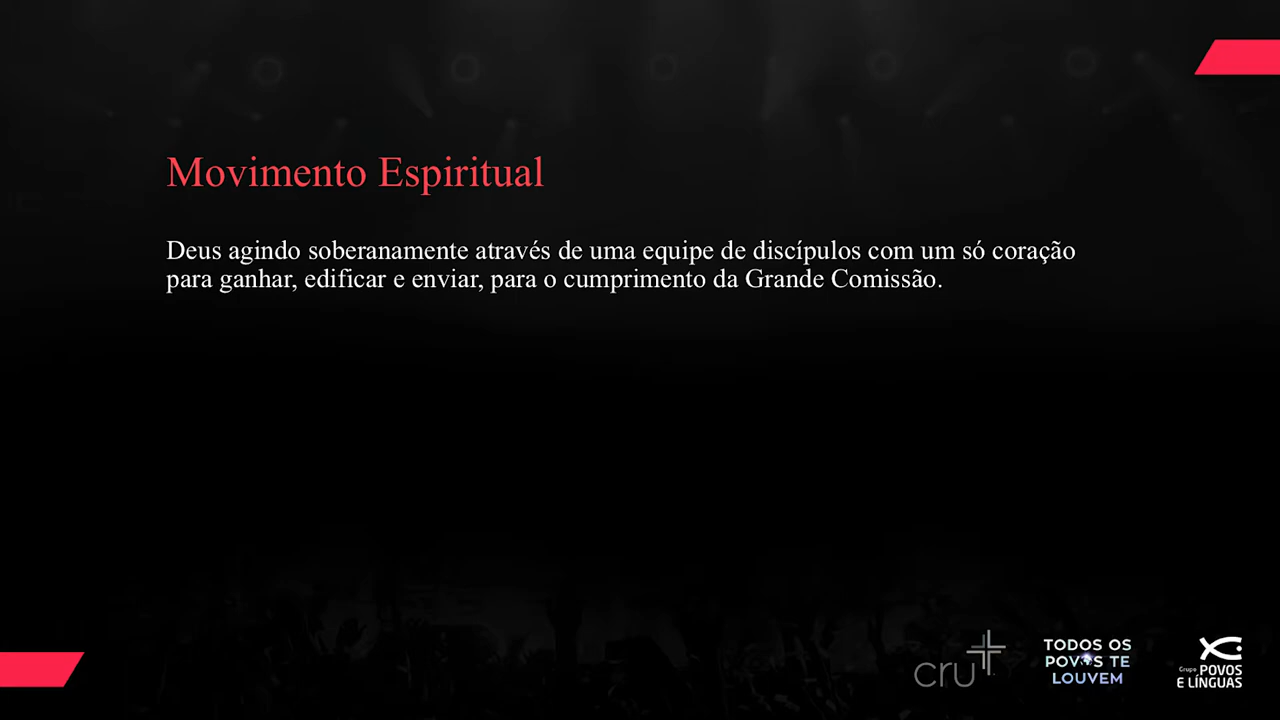 Movimento Espiritual
Deus agindo soberanamente através de uma equipe de discípulos com um só coração
para ganhar, edificar e enviar, para o cumprimento da Grande Comissão.
cru
TODOS OS
POVOS TE
LOUVEM
Grupo POVOS
E LÍNGUAS